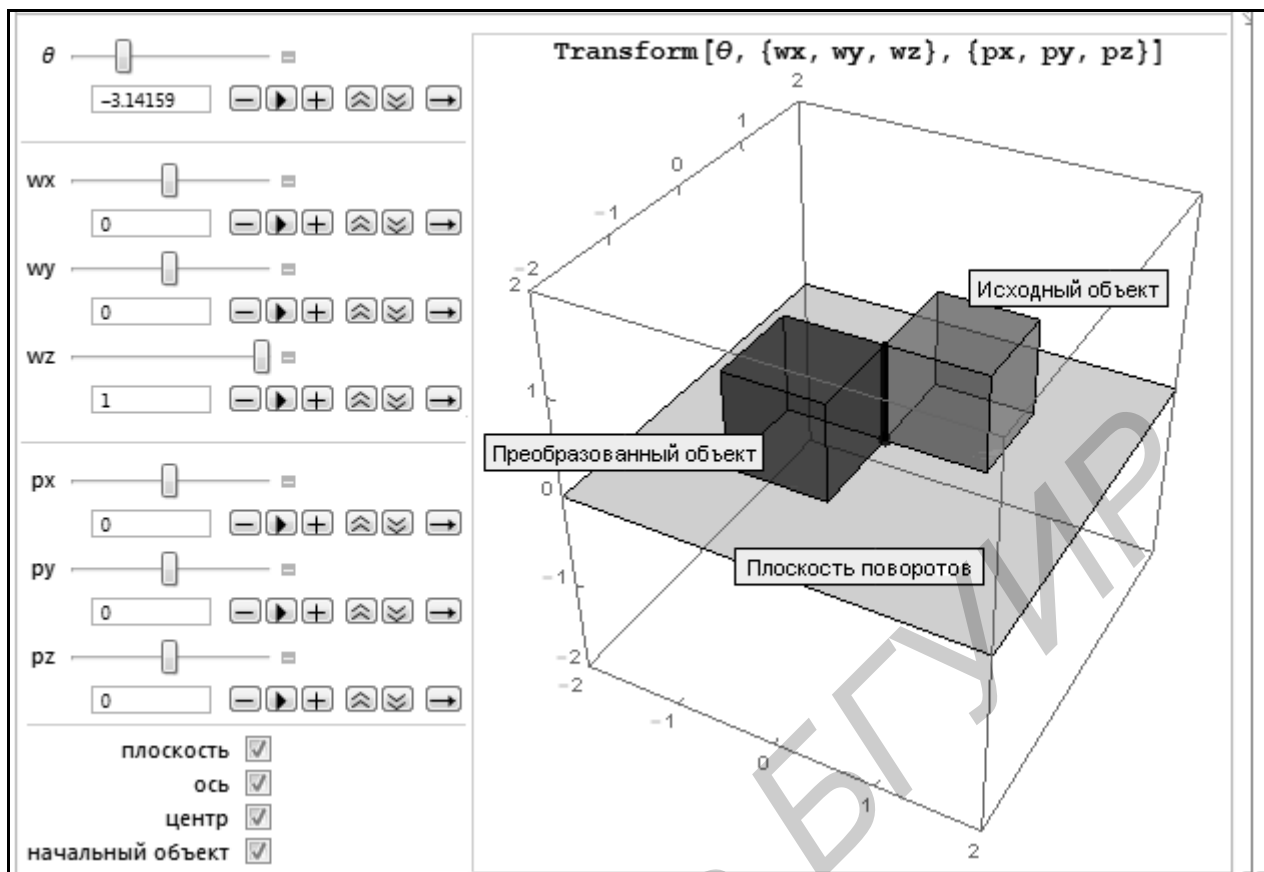 Transform[θ, {wx, wy, wz}, {px, py, pz}]
θ
-3.14159
wx
0
wy
0
wz
1
px
0
py
0
pz
0
плоскость
ось
центр
начальный объект
2
1
0
-1
-2
2
1
0
-1
-2
-2
-1
0
1
2
Исходный объект
Преобразованный объект
Плоскость поворотов
БГУИР